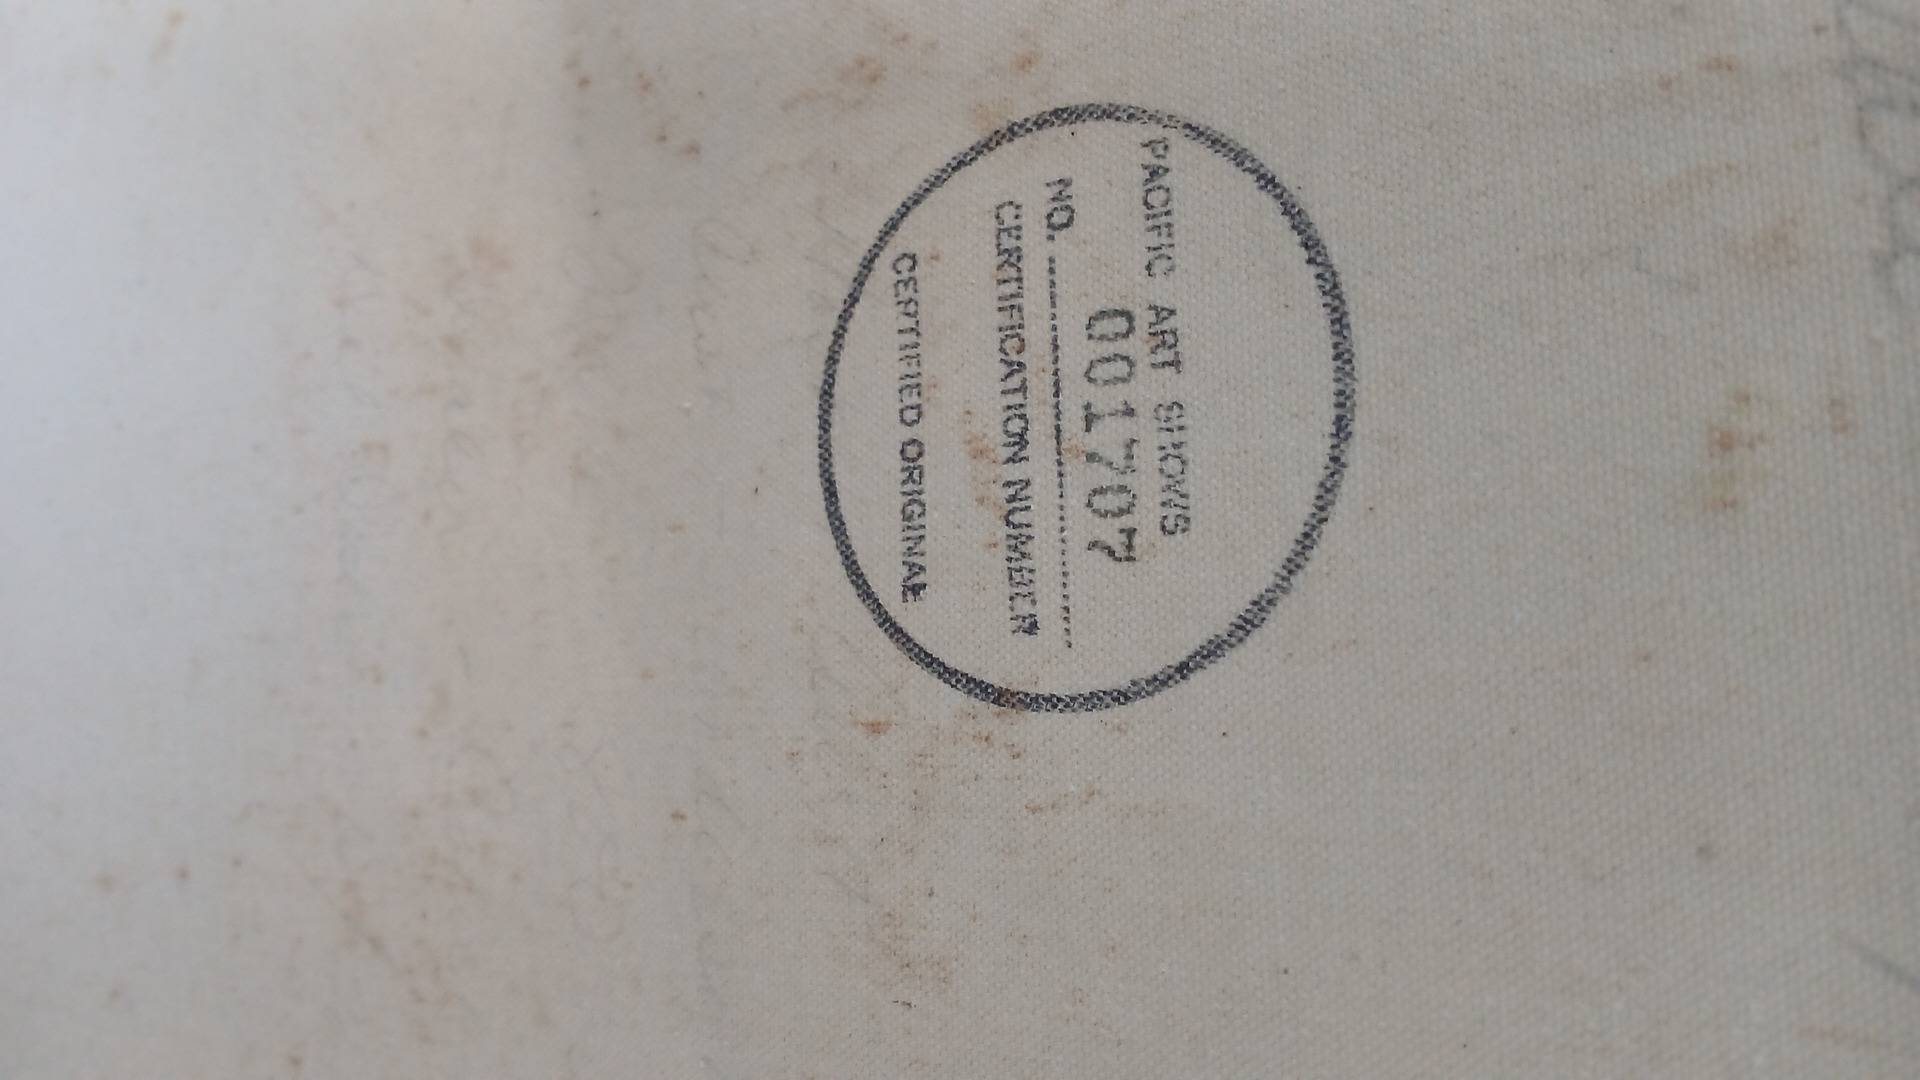 PACIFIC ART SHOWS
001707
NO.
CERTIFICATION NUMBER
CERTIFIED ORIGINAL